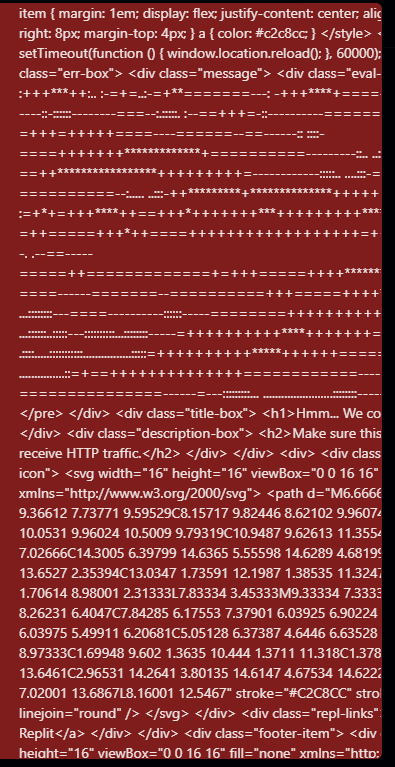 item { margin: 1em; display: flex; justify-content: center; alig
right: 8px; margin-top: 4px; } a { color: #c2c8cc; } </style> <
setTimeout(function () { window.location.reload(); }, 60000);
class="err-box"> <div class="message"> <div class="eval-
:+++***++:.. :-=+=..:-=+**=======---: -+++****+====
----::-::::::--------===--:.:::::. :--==+++=-::----------======
=+++=+++++====----======--==------:: ::::-
====+++++++*************+==========---------::.. ..:
==++*****************+++++++++=------------:::::.. ....:::-=
==========--:..... ..:::-++*********+**************+++++
:=+*+=+++****++==+++*+++++++***+++++++++++++***
=++=====+++*++====+++++++++++++++++=+
-. .--==-----
=====++============+=+++=====++++*******
====------=======--==========+++=====++++
...::::::::---====----------::::::-----========++++++++++
...::::::..:::::---::::::::::...::::::::-----=++++++++++****+++++++=
.::::.....:::::::::::................:::::=++++++++++*****++++++=====
...............::=+==+++++++++++++============----
===============------=---:::::::::... .......................::::::::-----
</pre> </div> <div class="title-box"> <h1>Hmm... We co
</div> <div class="description-box"> <h2>Make sure this
receive HTTP traffic.</h2> </div> </div> <div> <div class
icon"> <svg width="16" height="16" viewBox="0 0 16 16"
xmlns="http://www.w3.org/2000/svg"> <path d="M6.6666
9.36612 7.73771 9.59529C8.15717 9.82446 8.62102 9.96074
10.0531 9.96024 10.5009 9.79319C10.9487 9.62613 11.3554
7.02666C14.3005 6.39799 14.6365 5.55598 14.6289 4.68199
13.6527 2.35394C13.0347 1.73591 12.1987 1.38535 11.3247
1.70614 8.98001 2.31333L7.83334 3.45333M9.33334 7.3333
8.26231 6.4047C7.84285 6.17553 7.37901 6.03925 6.90224
6.03975 5.49911 6.20681C5.05128 6.37387 4.6446 6.63528
8.97333C1.69948 9.602 1.3635 10.444 1.3711 11.318C1.378
13.6461C2.96531 14.2641 3.80135 14.6147 4.67534 14.6222
7.02001 13.6867L8.16001 12.5467" stroke="#C2C8CC" strol
linejoin="round" /> </svg> </div> <div class="repl-links"
Replit</a> </div> </div> <div class="footer-item"> <div
height="16" viewBox="0 0 16 16" fill="none" xmlns="http: